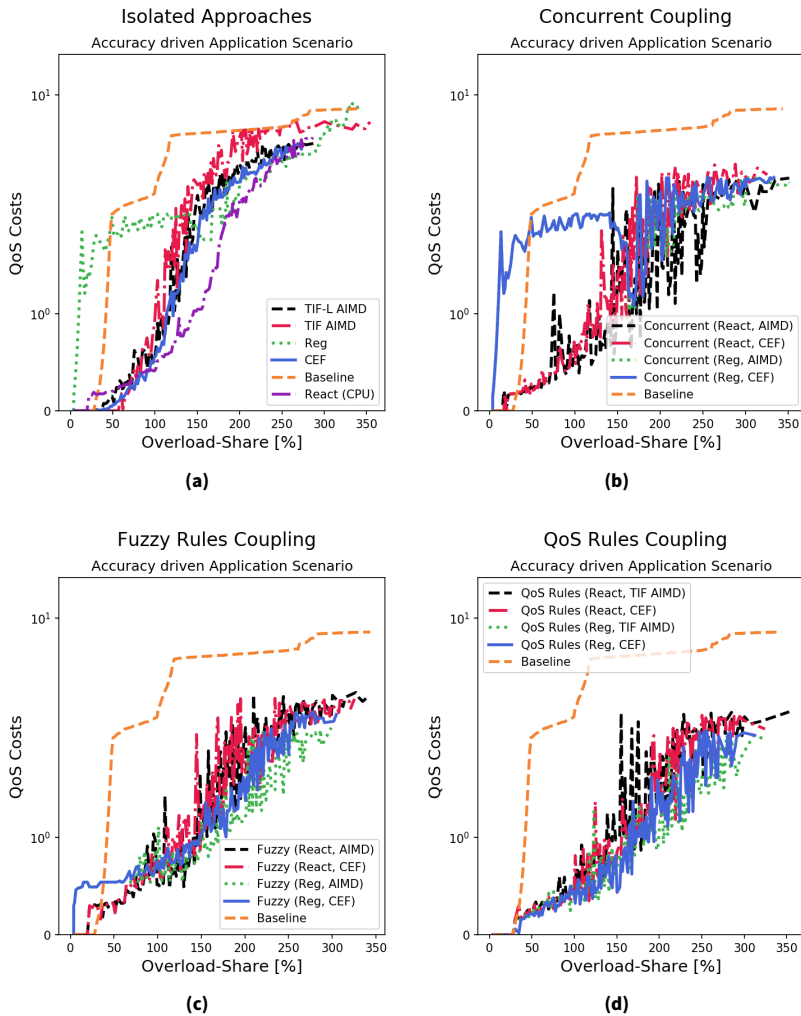 Isolated Approaches
Accuracy driven Application Scenario
10¹
10⁰
0
QoS Costs
TIF-L AIMD
TIF AIMD
Reg
CEF
Baseline
React (CPU)
0 50 100 150 200 250 300 350
Overload-Share [%]
(a)
Concurrent Coupling
Accuracy driven Application Scenario
10¹
10⁰
0
QoS Costs
Concurrent (React, AIMD)
Concurrent (React, CEF)
Concurrent (Reg, AIMD)
Concurrent (Reg, CEF)
Baseline
0 50 100 150 200 250 300 350
Overload-Share [%]
(b)
Fuzzy Rules Coupling
Accuracy driven Application Scenario
10¹
10⁰
0
QoS Costs
Fuzzy (React, AIMD)
Fuzzy (React, CEF)
Fuzzy (Reg, AIMD)
Fuzzy (Reg, CEF)
Baseline
0 50 100 150 200 250 300 350
Overload-Share [%]
(c)
QoS Rules Coupling
Accuracy driven Application Scenario
10¹
10⁰
0
QoS Costs
QoS Rules (React, TIF AIMD)
QoS Rules (React, CEF)
QoS Rules (Reg, TIF AIMD)
QoS Rules (Reg, CEF)
Baseline
0 50 100 150 200 250 300 350
Overload-Share [%]
(d)